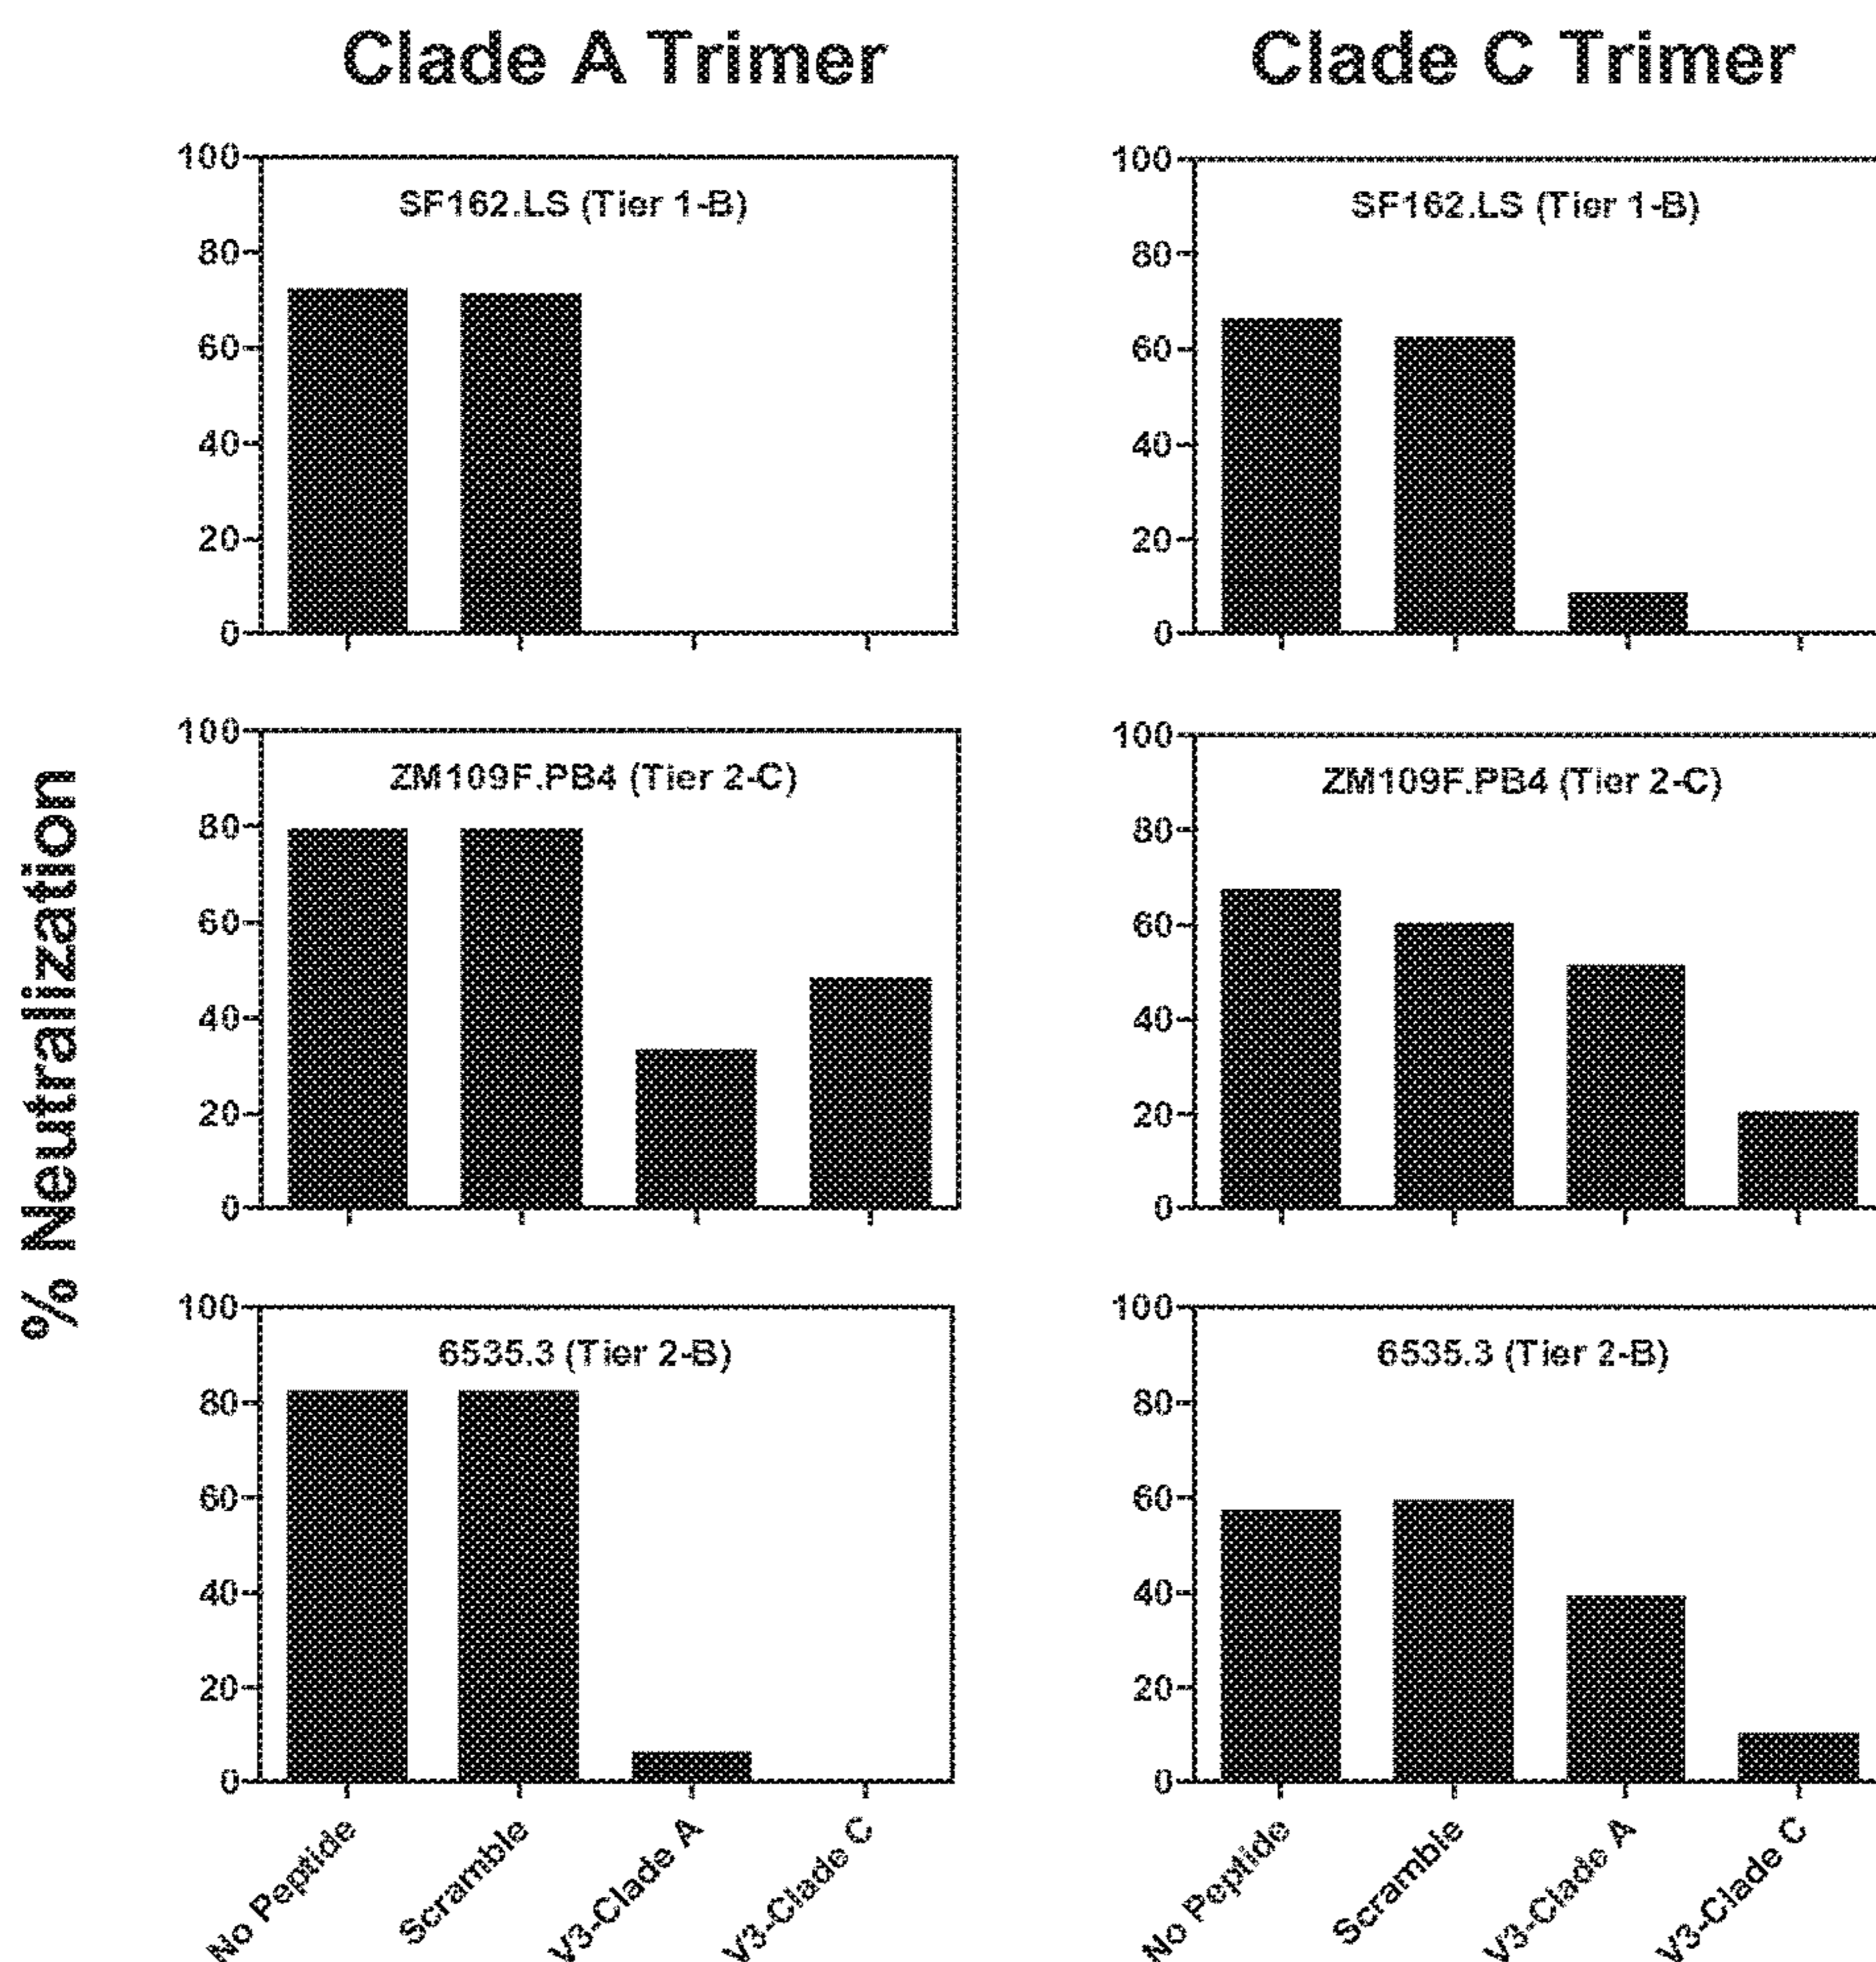 Clade A Trimer
Clade C Trimer
% Neutralization
SF162.LS (Tier 1-B)
100
80
60
40
20
0
SF162.LS (Tier 1-B)
100
80
60
40
20
0
ZM109F.PB4 (Tier 2-C)
100
80
60
40
20
0
ZM109F.PB4 (Tier 2-C)
100
80
60
40
20
0
6535.3 (Tier 2-B)
100
80
60
40
20
0
No Peptide
Scramble
V3-Clade A
V3-Clade C
6535.3 (Tier 2-B)
100
80
60
40
20
0
No Peptide
Scramble
V3-Clade A
V3-Clade C